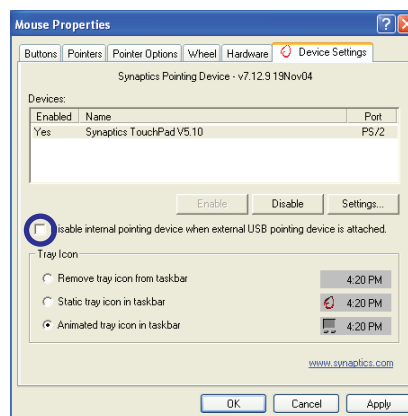 Mouse Properties
Buttons Pointers Pointer Options Wheel Hardware Device Settings
Synaptics Pointing Device - v7.12.9 19Nov04
Devices:
Enabled Name Port
Yes Synaptics TouchPad V5.10 PS/2
Enable Disable Settings...
isable internal pointing device when external USB pointing device is attached.
Tray Icon
Remove tray icon from taskbar 4:20 PM
Static tray icon in taskbar 4:20 PM
Animated tray icon in taskbar 4:20 PM
www.synaptics.com
OK Cancel Apply